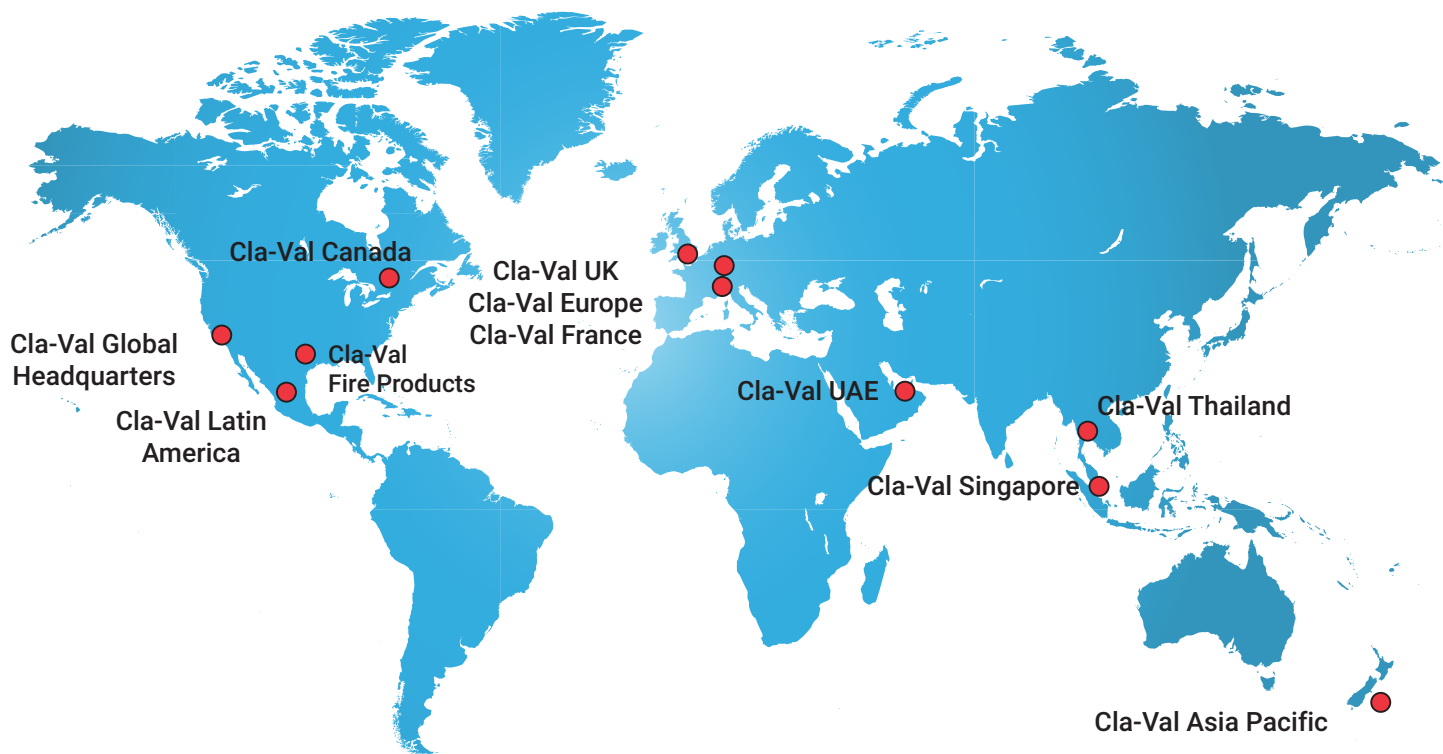 Cla-Val Canada
Cla-Val UK
Cla-Val Europe
Cla-Val France
Cla-Val Global
Headquarters
Cla-Val
Fire Products
Cla-Val Latin
America
Cla-Val UAE
Cla-Val Thailand
Cla-Val Singapore
Cla-Val Asia Pacific